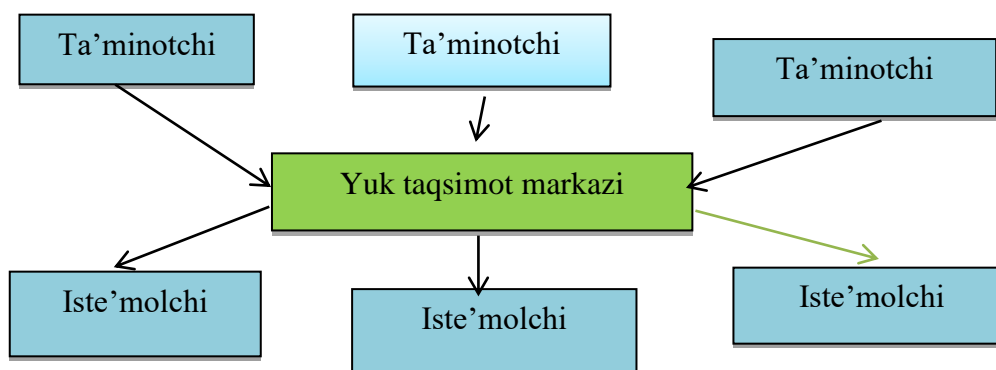 Ta’minotchi
Ta’minotchi
Ta’minotchi
Yuk taqsimot markazi
Iste’molchi
Iste’molchi
Iste’molchi